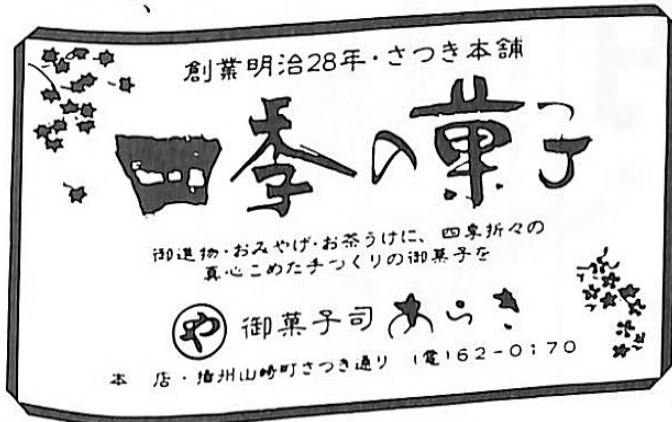 創業明治28年・さつき本舗
四季の菓子
御進物・おみやげ・お茶うけに、四季折々の
真心こめた手つくりの御菓子を
や 御菓子司 あらき
本店・播州山崎町さつき通り (電)62-0170